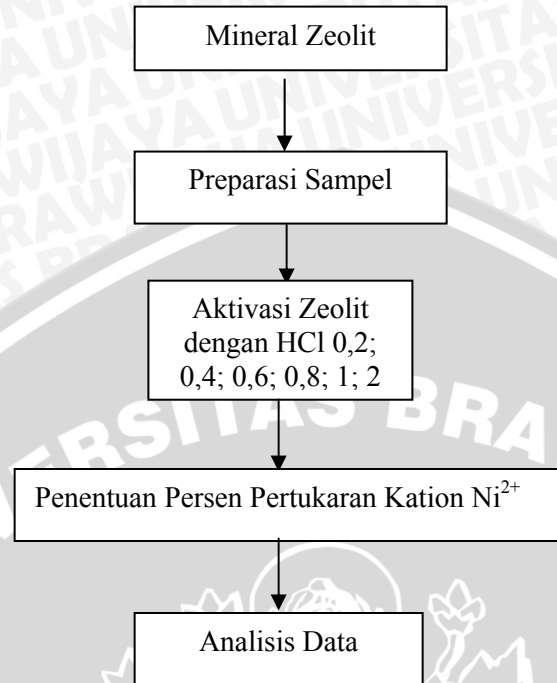 Mineral Zeolit
Preparasi Sampel
Aktivasi Zeolit
dengan HCl 0,2;
0,4; 0,6; 0,8; 1; 2
Penentuan Persen Pertukaran Kation Ni²⁺
Analisis Data